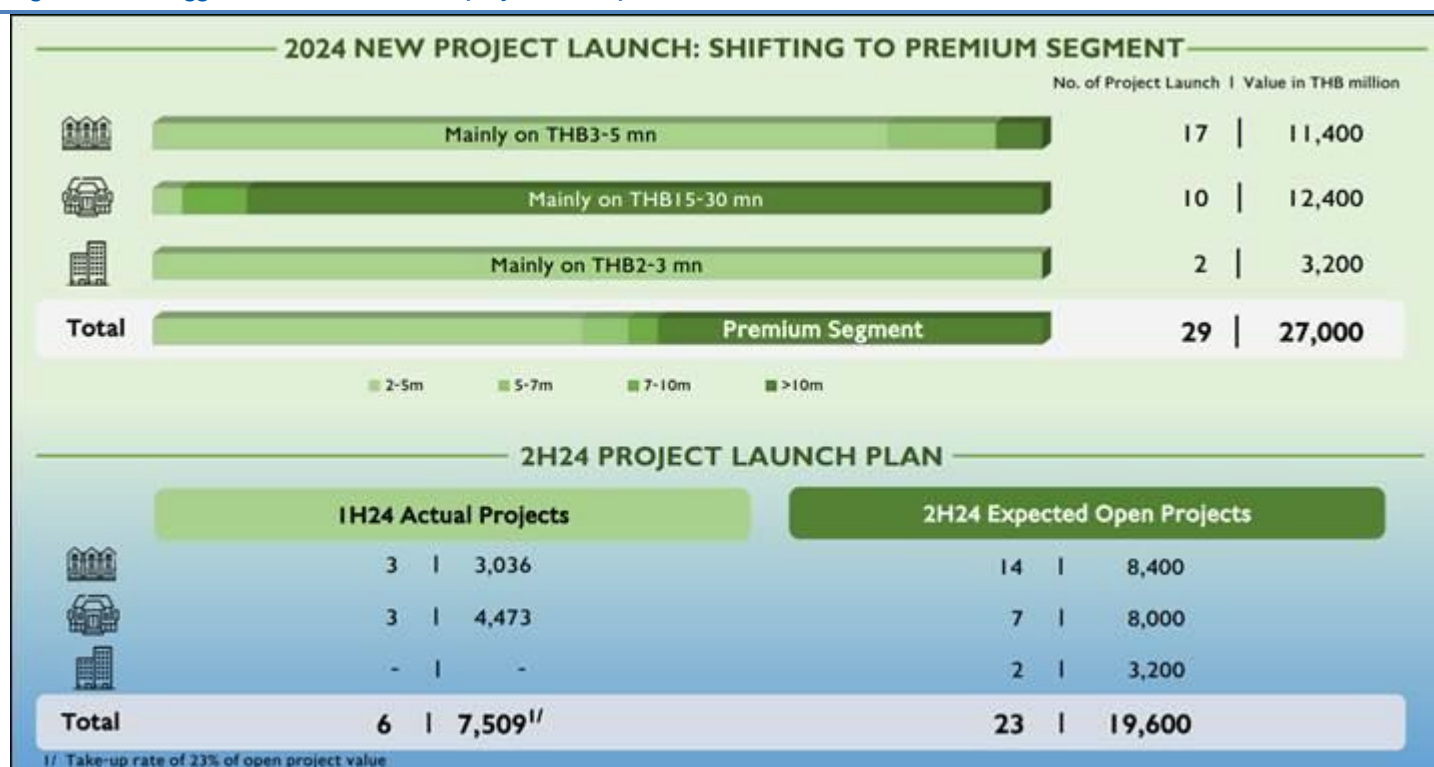 2024 NEW PROJECT LAUNCH: SHIFTING TO PREMIUM SEGMENT
No. of Project Launch | Value in THB million
Mainly on THB3-5 mn 17 | 11,400
Mainly on THB15-30 mn 10 | 12,400
Mainly on THB2-3 mn 2 | 3,200
Total Premium Segment 29 | 27,000
2-5m 5-7m 7-10m >10m
2H24 PROJECT LAUNCH PLAN
1H24 Actual Projects 2H24 Expected Open Projects
3 | 3,036 14 | 8,400
3 | 4,473 7 | 8,000
- | - 2 | 3,200
Total 6 | 7,509 1/ 23 | 19,600
1/ Take-up rate of 23% of open project value